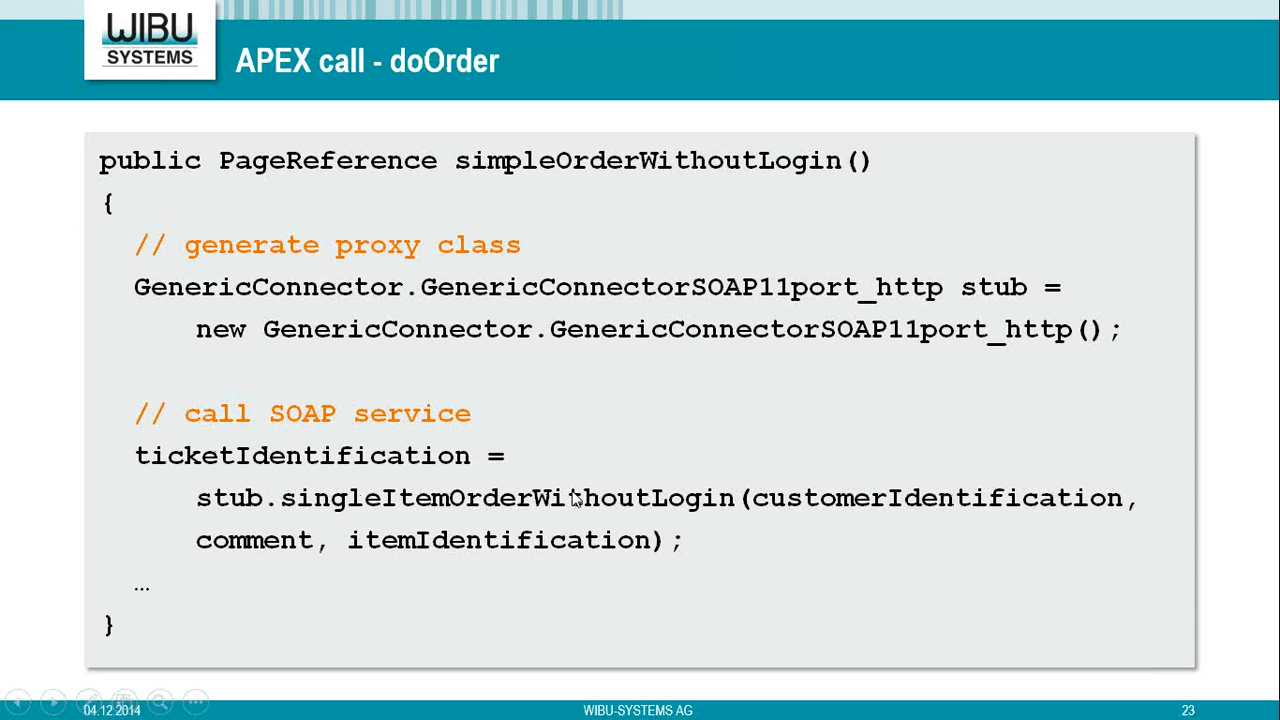 WIBU
SYSTEMS
APEX call - doOrder
public PageReference simpleOrderWithoutLogin()
{
// generate proxy class
GenericConnector.GenericConnectorSOAP11port_http stub =
new GenericConnector.GenericConnectorSOAP11port_http();
// call SOAP service
ticketIdentification =
stub.singleItemOrderWithoutLogin(customerIdentification,
comment, itemIdentification);
…
}
04.12.2014
WIBU-SYSTEMS AG
23